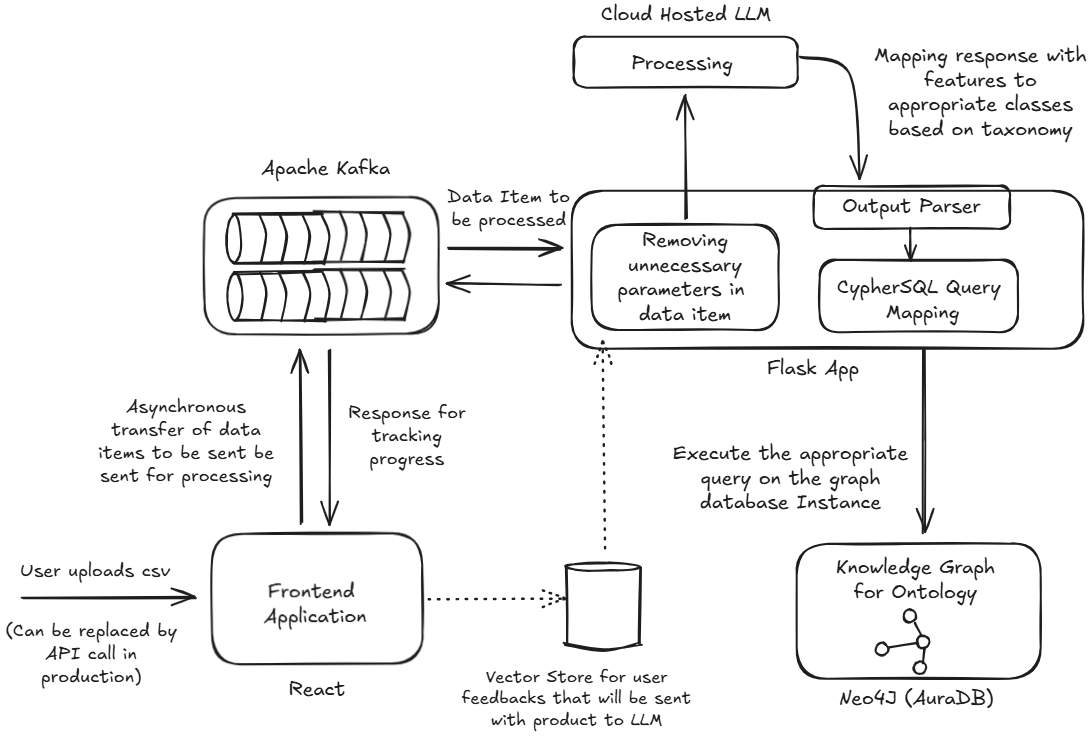 Cloud Hosted LLM
Processing
Mapping response with
features to
appropriate classes
based on taxonomy
Apache Kafka
Data Item to
be processed
Output Parser
Removing
unnecessary
parameters in
data item
CypherSQL Query
Mapping
Flask App
Asynchronous
transfer of data
items to be sent be
sent for processing
Response for
tracking
progress
Execute the appropriate
query on the graph
database Instance
User uploads csv
(Can be replaced by
API call in
production)
Frontend
Application
React
Vector Store for user
feedbacks that will be sent
with product to LLM
Knowledge Graph
for Ontology
Neo4J (AuraDB)